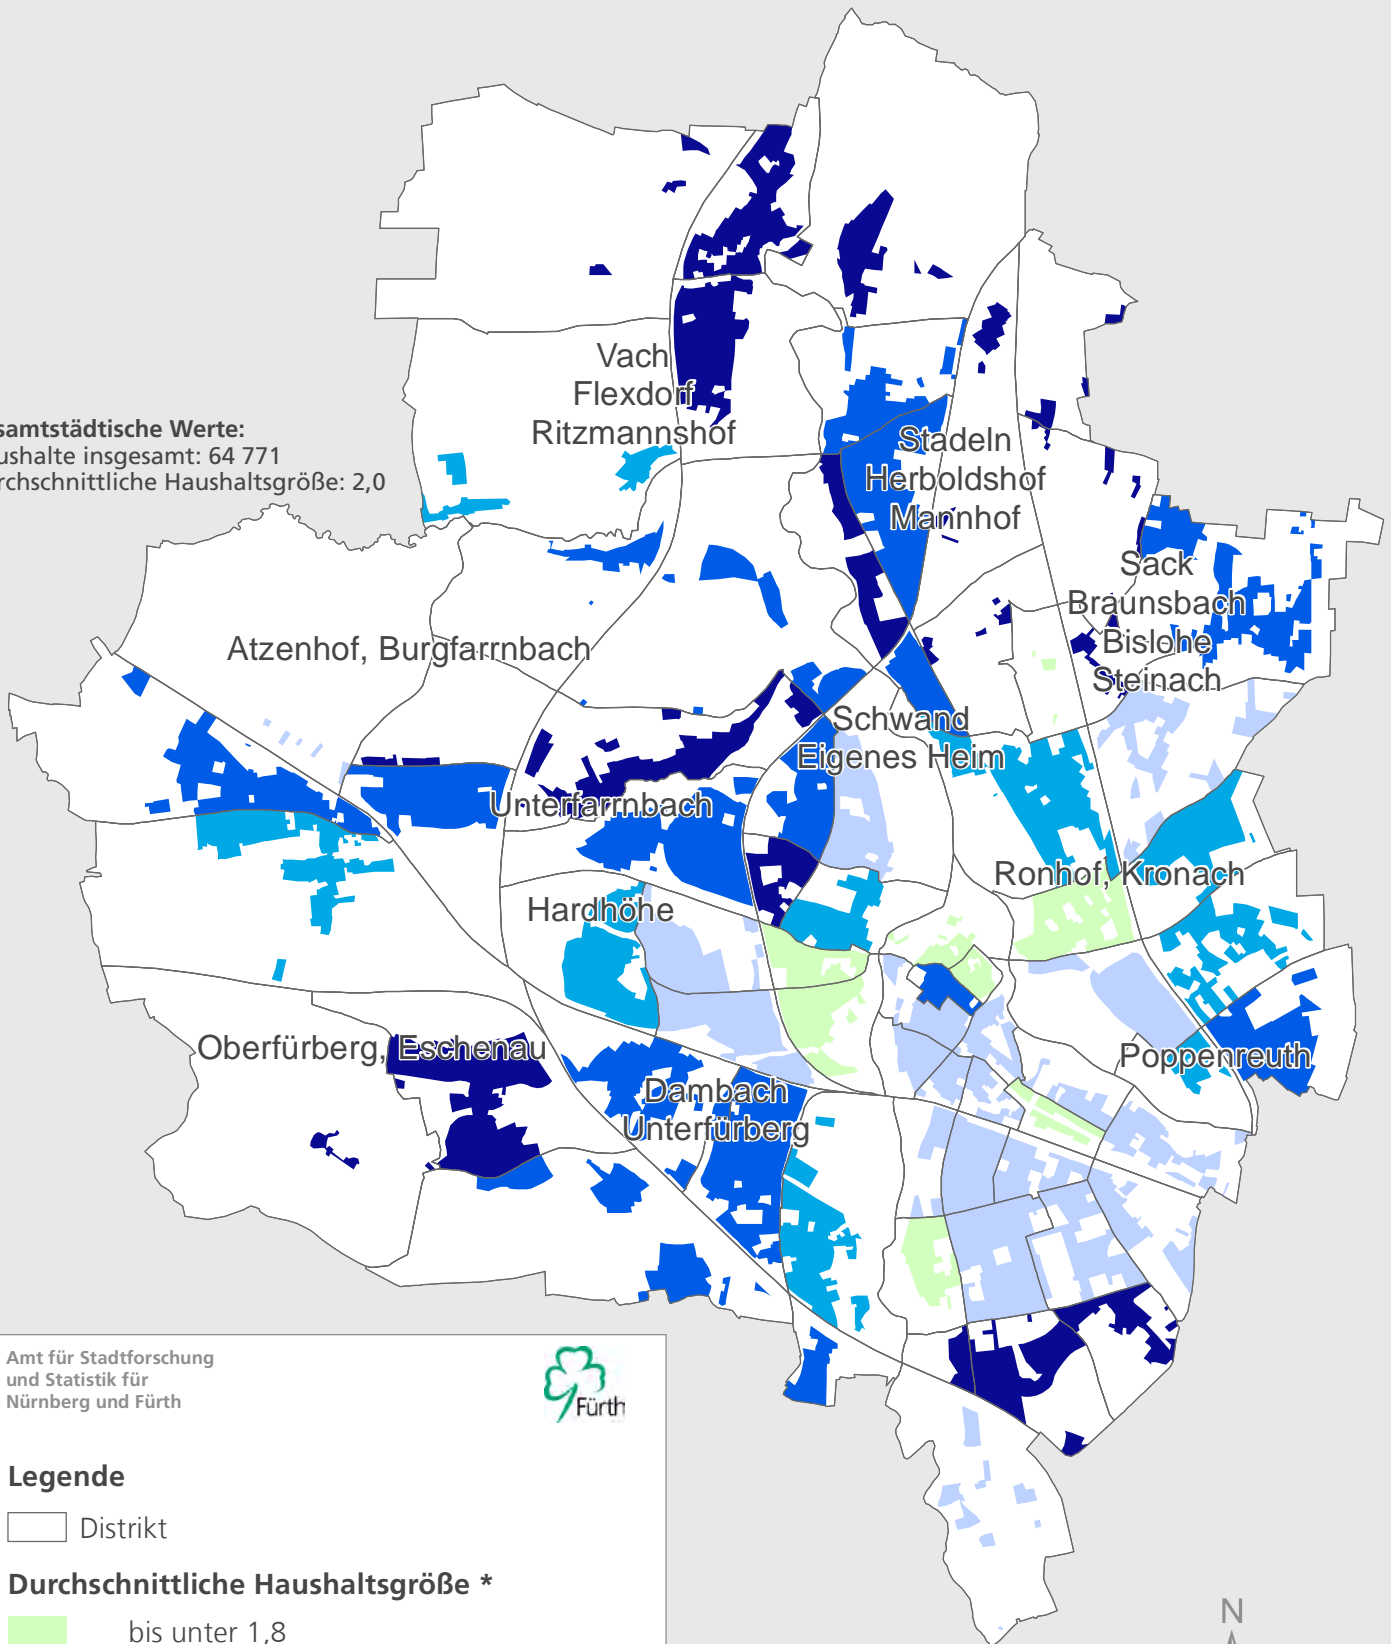 Vach
Flexdorf
Ritzmannshof
samtstädtische Werte:
ushalte insgesamt: 64 771
rchschnittliche Haushaltsgröße: 2,0
Stadeln
Herboldshof
Mannhof
Sack
Braunsbach
Bislohe
Steinach
Atzenhof, Burgfarrnbach
Schwand
Eigenes Heim
Unterfarrnbach
Ronhof, Kronach
Hardhöhe
Oberfürberg, Eschenau
Poppenreuth
Dambach
Unterfürberg
Amt für Stadtforschung
und Statistik für
Nürnberg und Fürth
Fürth
Legende
Distrikt
Durchschnittliche Haushaltsgröße *
bis unter 1,8
N